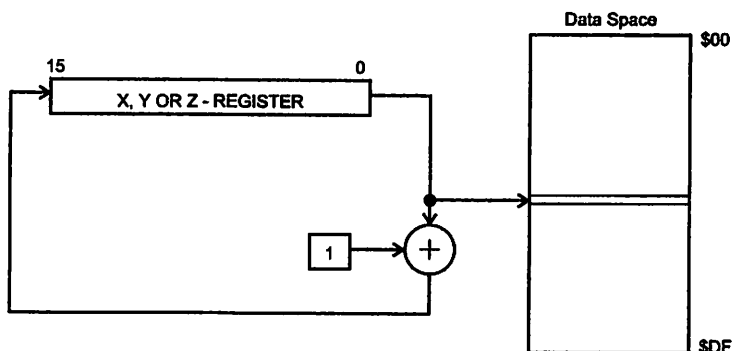 Data Space
$00
15
0
X, Y OR Z - REGISTER
1
+
$DF